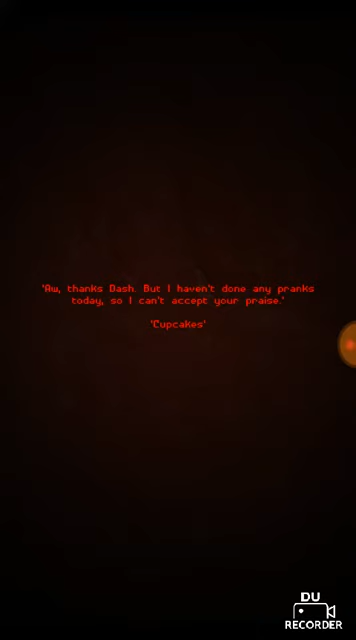 'Aw, thanks Dash. But I haven't done any pranks
today, so I can't accept your praise.'
'Cupcakes'
DU
RECORDER